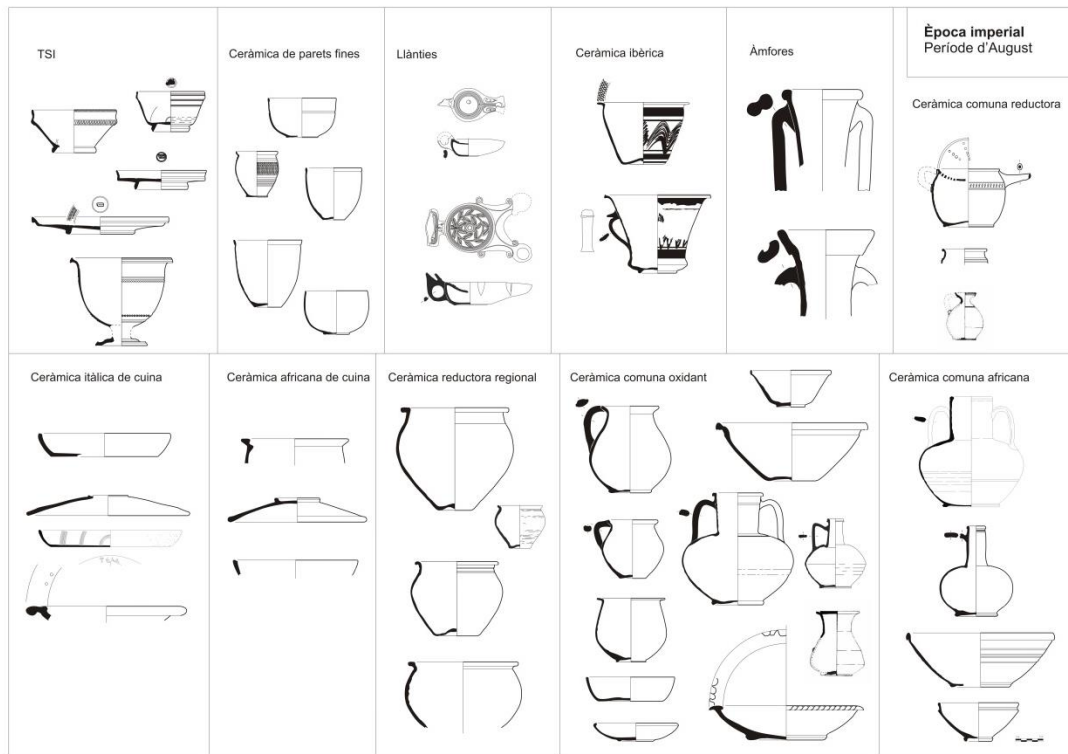 TSI
Ceràmica de parets fines
Llànties
Ceràmica ibèrica
Àmfores
Època imperial
Període d'August
Ceràmica comuna reductora
Ceràmica itàlica de cuina
Ceràmica africana de cuina
Ceràmica reductora regional
Ceràmica comuna oxidant
Ceràmica comuna africana